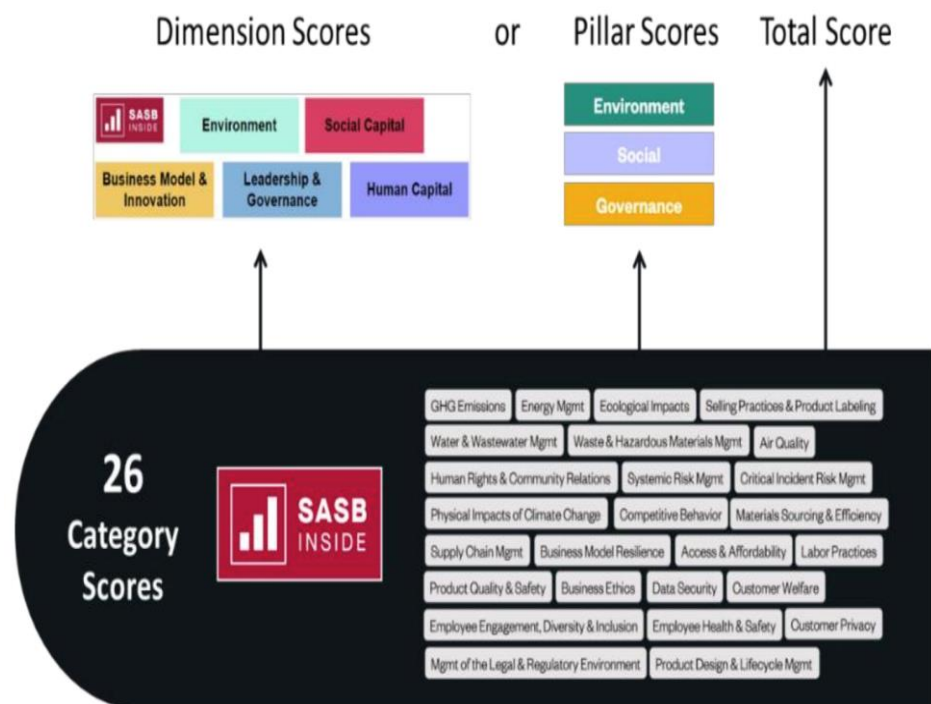 Dimension Scores or Pillar Scores Total Score
SASB
INSIDE
Environment
Social Capital
Business Model &
Innovation
Leadership &
Governance
Human Capital
Environment
Social
Governance
26
Category
Scores
SASB
INSIDE
GHG Emissions Energy Mgmt Ecological Impacts Selling Practices & Product Labeling
Water & Wastewater Mgmt Waste & Hazardous Materials Mgmt Air Quality
Human Rights & Community Relations Systemic Risk Mgmt Critical Incident Risk Mgmt
Physical Impacts of Climate Change Competitive Behavior Materials Sourcing & Efficiency
Supply Chain Mgmt Business Model Resilience Access & Affordability Labor Practices
Product Quality & Safety Business Ethics Data Security Customer Welfare
Employee Engagement, Diversity & Inclusion Employee Health & Safety Customer Privacy
Mgmt of the Legal & Regulatory Environment Product Design & Lifecycle Mgmt